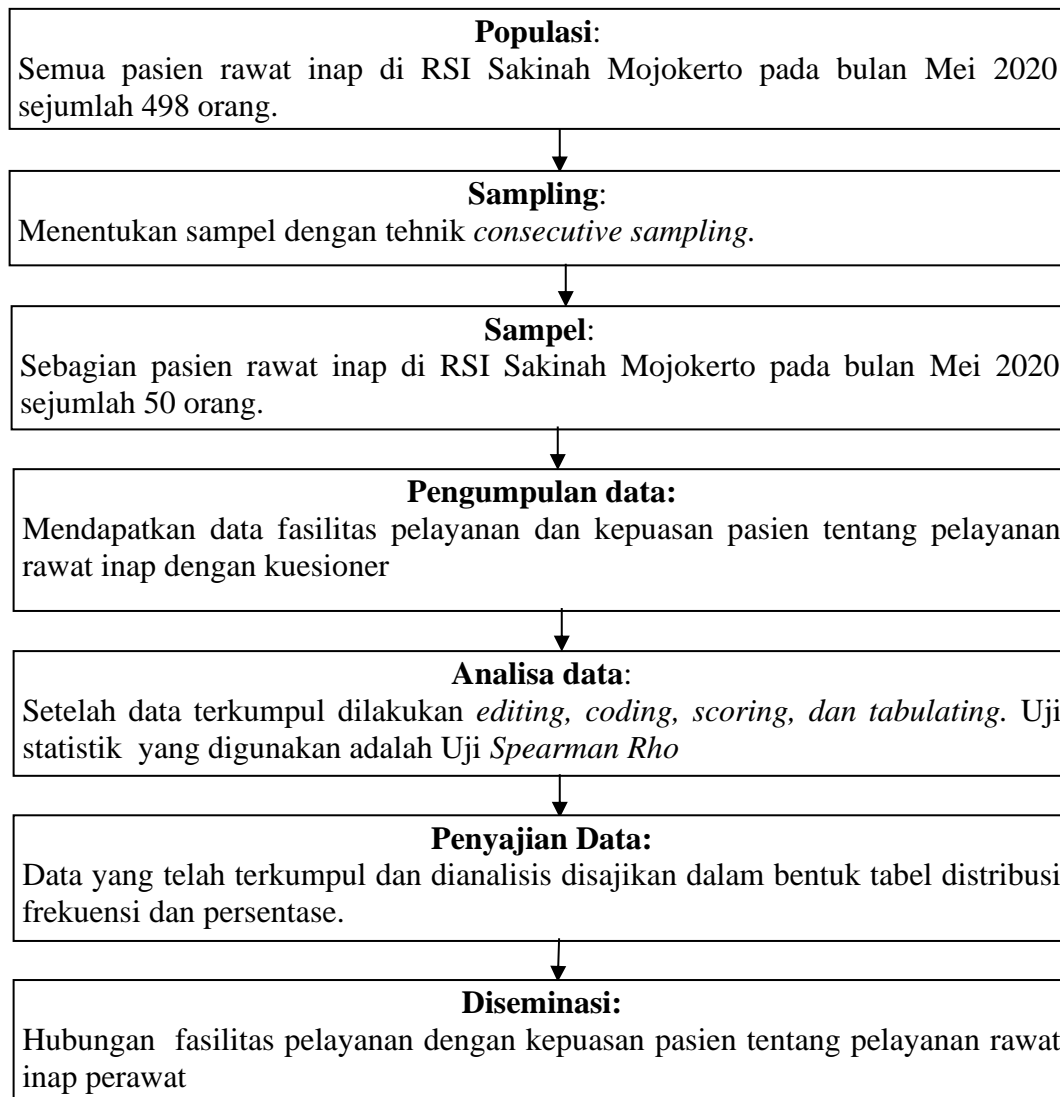 Populasi:
Semua pasien rawat inap di RSI Sakinah Mojokerto pada bulan Mei 2020
sejumlah 498 orang.
Sampling:
Menentukan sampel dengan tehnik consecutive sampling.
Sampel:
Sebagian pasien rawat inap di RSI Sakinah Mojokerto pada bulan Mei 2020
sejumlah 50 orang.
Pengumpulan data:
Mendapatkan data fasilitas pelayanan dan kepuasan pasien tentang pelayanan
rawat inap dengan kuesioner
Analisa data:
Setelah data terkumpul dilakukan editing, coding, scoring, dan tabulating. Uji
statistik yang digunakan adalah Uji Spearman Rho
Penyajian Data:
Data yang telah terkumpul dan dianalisis disajikan dalam bentuk tabel distribusi
frekuensi dan persentase.
Diseminasi:
Hubungan fasilitas pelayanan dengan kepuasan pasien tentang pelayanan rawat
inap perawat